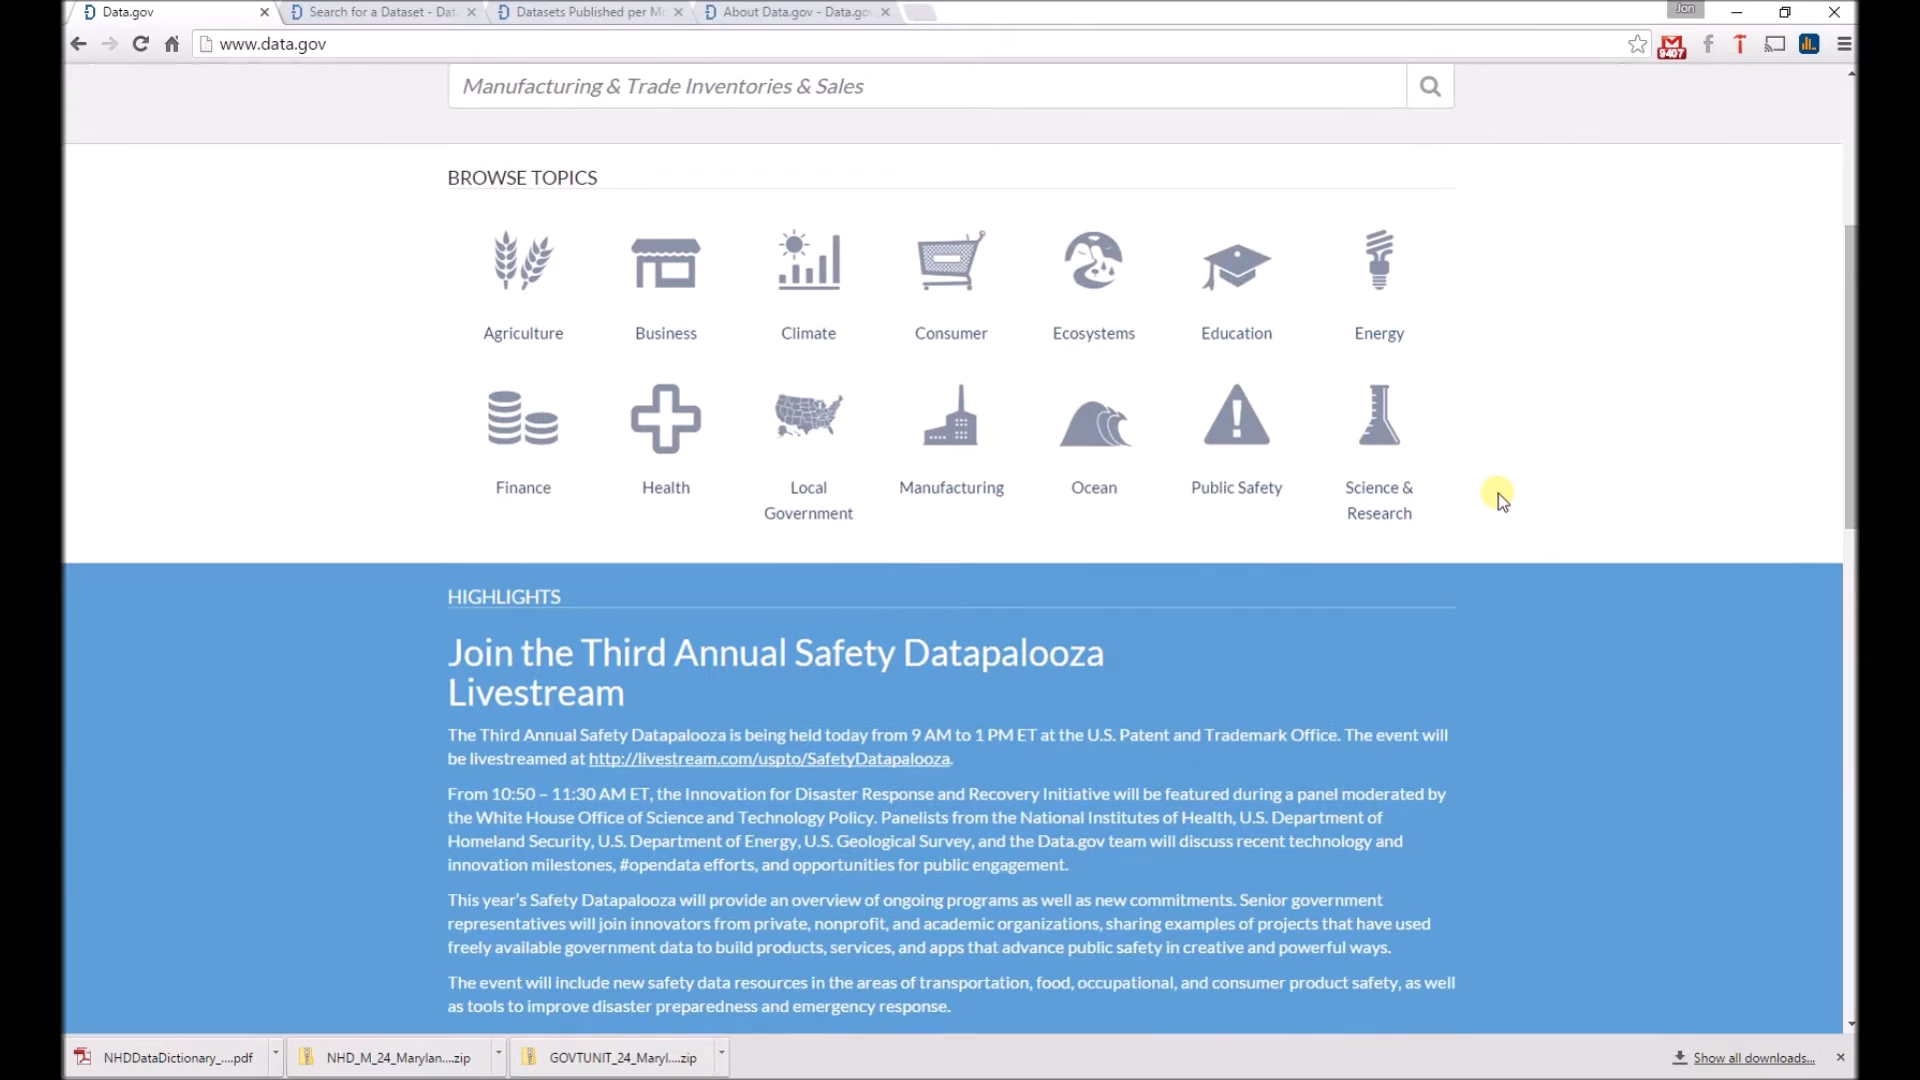 Data.gov
Search for a Dataset - Dat
Datasets Published per Mo
About Data.gov - Data.go
Jon
www.data.gov
9407
Manufacturing & Trade Inventories & Sales
BROWSE TOPICS
Agriculture
Business
Climate
Consumer
Ecosystems
Education
Energy
Finance
Health
Local
Government
Manufacturing
Ocean
Public Safety
Science &
Research
HIGHLIGHTS
Join the Third Annual Safety Datapalooza
Livestream
The Third Annual Safety Datapalooza is being held today from 9 AM to 1 PM ET at the U.S. Patent and Trademark Office. The event will
be livestreamed at http://livestream.com/uspto/SafetyDatapalooza.
From 10:50 – 11:30 AM ET, the Innovation for Disaster Response and Recovery Initiative will be featured during a panel moderated by
the White House Office of Science and Technology Policy. Panelists from the National Institutes of Health, U.S. Department of
Homeland Security, U.S. Department of Energy, U.S. Geological Survey, and the Data.gov team will discuss recent technology and
innovation milestones, #opendata efforts, and opportunities for public engagement.
This year's Safety Datapalooza will provide an overview of ongoing programs as well as new commitments. Senior government
representatives will join innovators from private, nonprofit, and academic organizations, sharing examples of projects that have used
freely available government data to build products, services, and apps that advance public safety in creative and powerful ways.
The event will include new safety data resources in the areas of transportation, food, occupational, and consumer product safety, as well
as tools to improve disaster preparedness and emergency response.
NHDDataDictionary_....pdf
NHD_M_24_Marylan....zip
GOVTUNIT_24_Maryl....zip
Show all downloads...